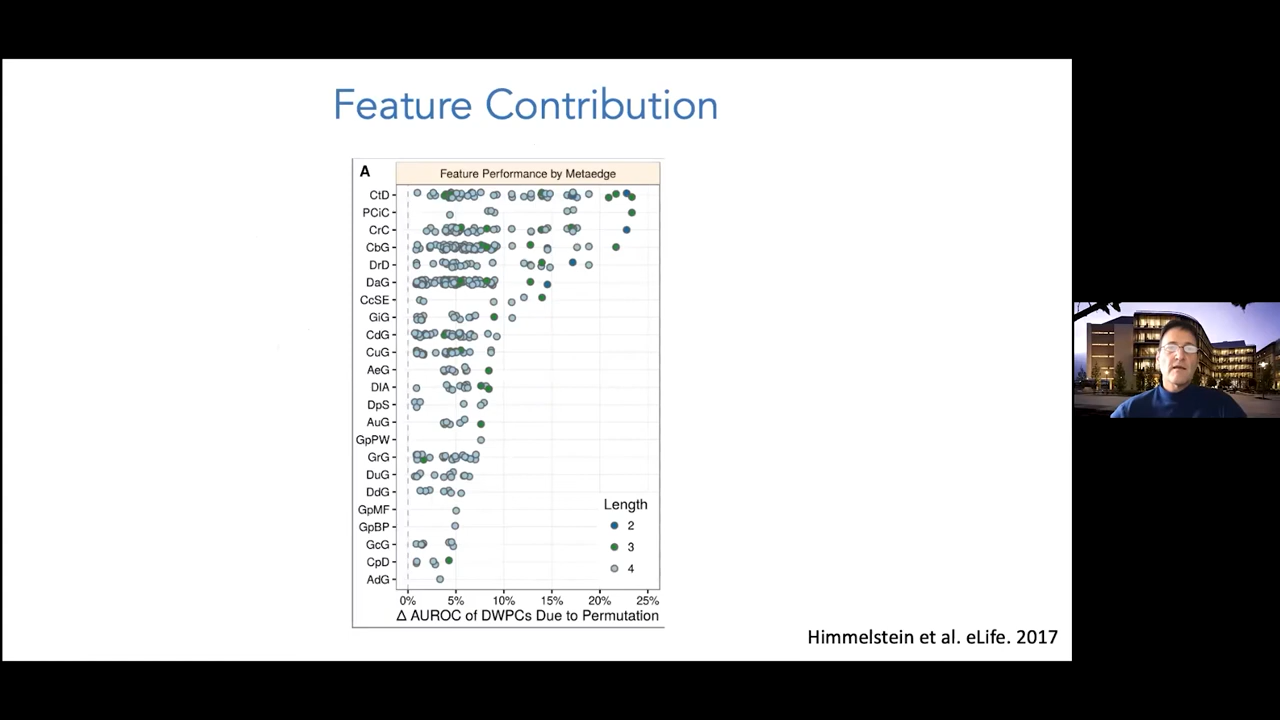 Feature Contribution
A
Feature Performance by Metaedge
CtD
PCiC
CrC
CbG
DrD
DaG
CcSE
GiG
CdG
CuG
AeG
DlA
DpS
AuG
GpPW
GrG
DuG
DdG
GpMF
GpBP
GcG
CpD
AdG
Length
2
3
4
0% 5% 10% 15% 20% 25%
Δ AUROC of DWPCs Due to Permutation
Himmelstein et al. eLife. 2017